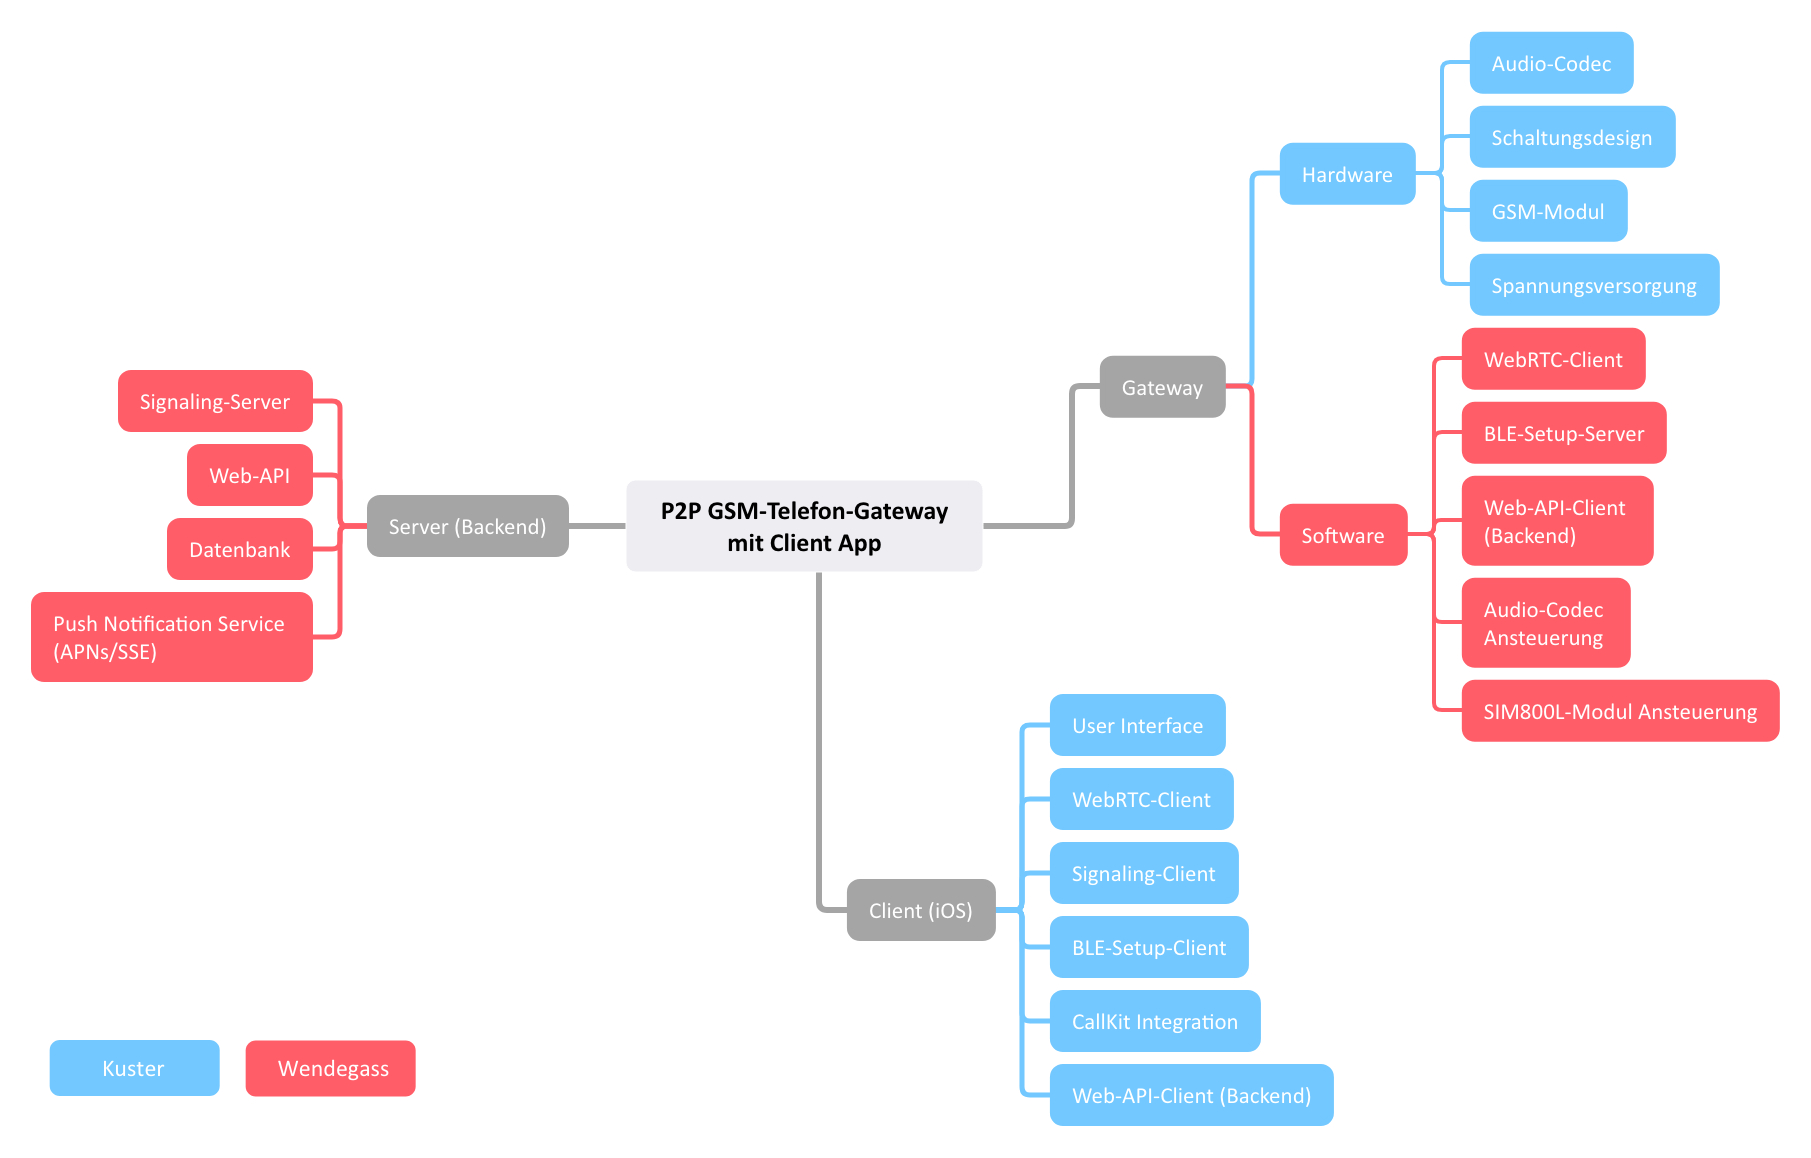 P2P GSM-Telefon-Gateway
mit Client App
Server (Backend)
Signaling-Server
Web-API
Datenbank
Push Notification Service
(APNs/SSE)
Gateway
Hardware
Audio-Codec
Schaltungsdesign
GSM-Modul
Spannungsversorgung
Software
WebRTC-Client
BLE-Setup-Server
Web-API-Client
(Backend)
Audio-Codec
Ansteuerung
SIM800L-Modul Ansteuerung
Client (iOS)
User Interface
WebRTC-Client
Signaling-Client
BLE-Setup-Client
CallKit Integration
Web-API-Client (Backend)
Kuster
Wendegass